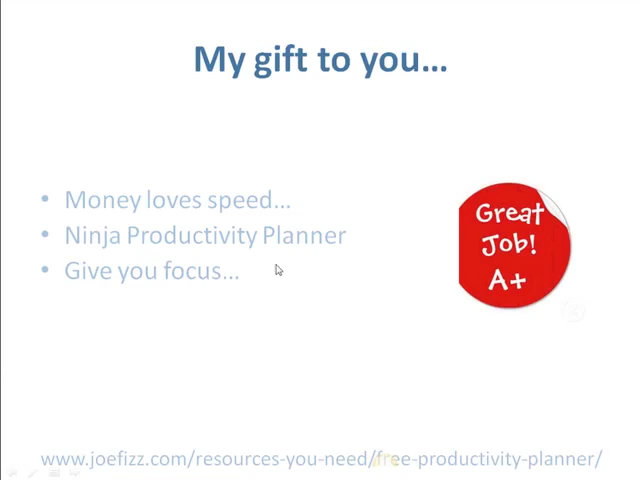 My gift to you...
• Money loves speed...
• Ninja Productivity Planner
• Give you focus...
Great
Job!
A+
www.joefizz.com/resources-you-need/free-productivity-planner/